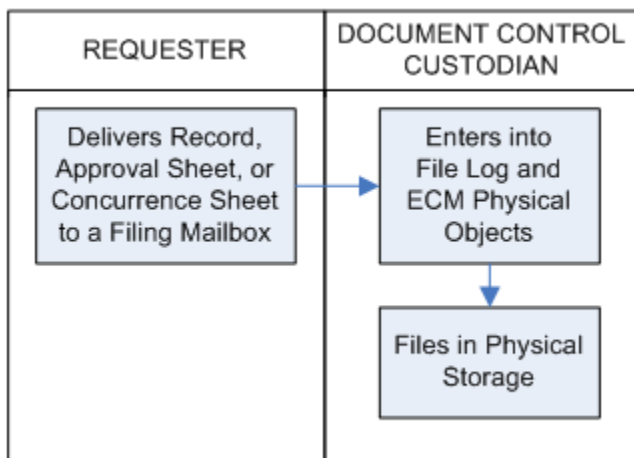 REQUESTER
DOCUMENT CONTROL
CUSTODIAN
Delivers Record,
Approval Sheet, or
Concurrence Sheet
to a Filing Mailbox
Enters into
File Log and
ECM Physical
Objects
Files in Physical
Storage